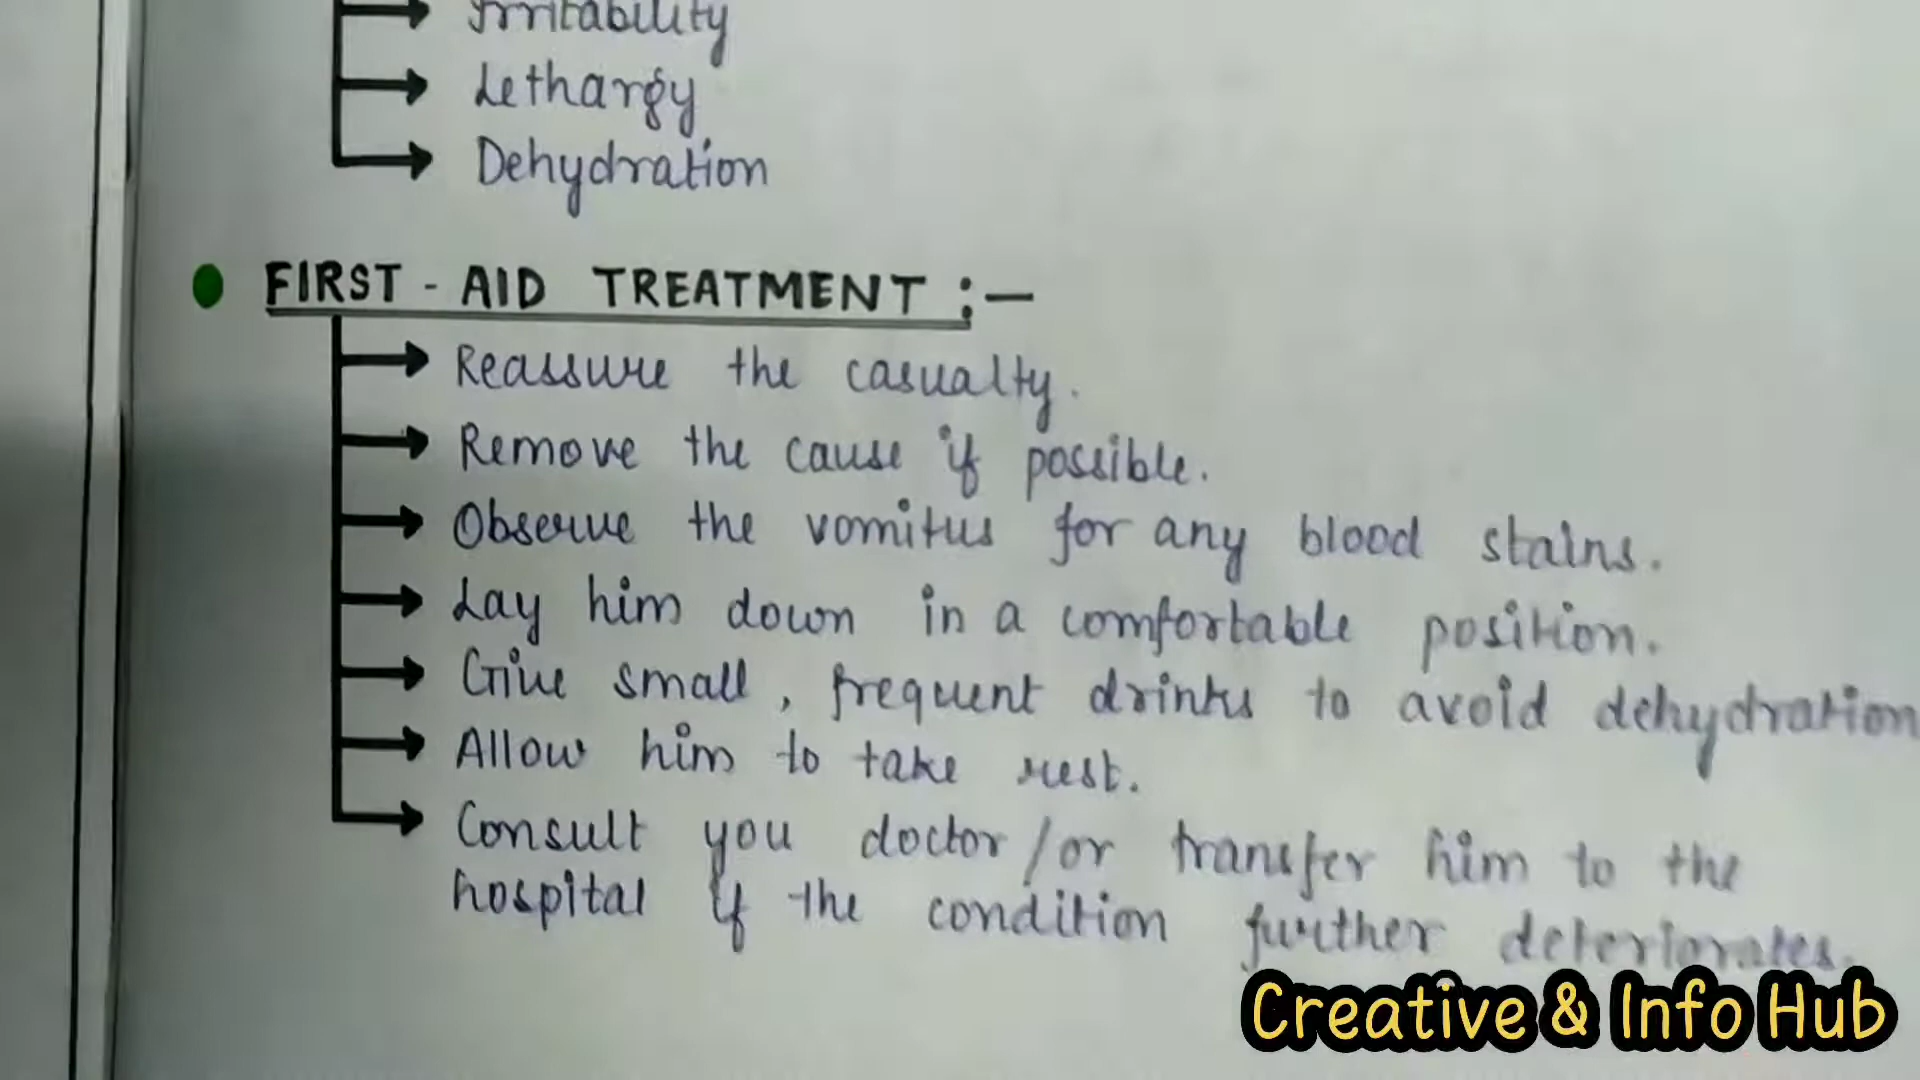 Irritability
Lethargy
Dehydration
FIRST - AID TREATMENT :-
Reassure the casualty.
Remove the cause if possible.
Observe the vomitus for any blood stains.
Lay him down in a comfortable position.
Give small, frequent drinks to avoid dehydration
Allow him to take rest.
Consult you doctor/or transfer him to the
hospital if the condition further deteriorates.
Creative & Info Hub